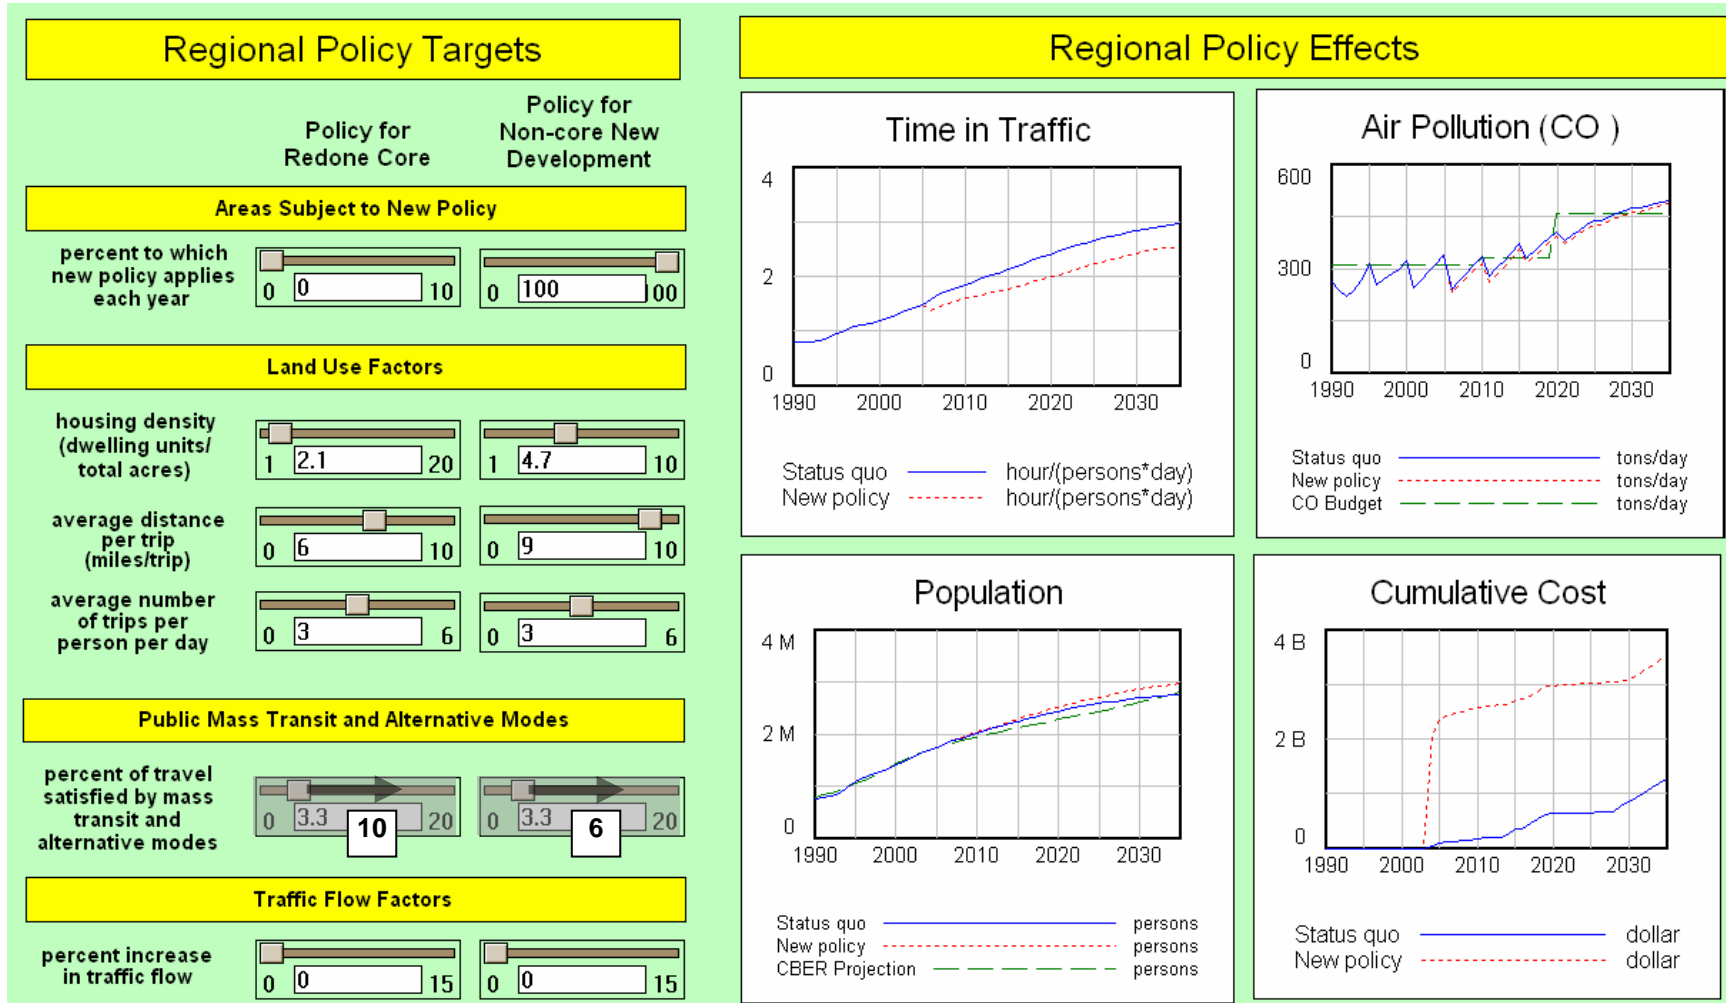 Regional Policy Targets
Policy for
Redone Core
Policy for
Non-core New
Development
Areas Subject to New Policy
percent to which
new policy applies
each year
0 0 10
0 100 00
Land Use Factors
housing density
(dwelling units/
total acres)
1 2.1 20
1 4.7 10
average distance
per trip
(miles/trip)
0 6 10
0 9 10
average number
of trips per
person per day
0 3 6
0 3 6
Public Mass Transit and Alternative Modes
percent of travel
satisfied by mass
transit and
alternative modes
0 3.3 10 20
0 3.3 6 20
Traffic Flow Factors
percent increase
in traffic flow
0 0 15
0 0 15
Regional Policy Effects
Time in Traffic
4
2
0
1990 2000 2010 2020 2030
Status quo hour/(persons*day)
New policy hour/(persons*day)
Air Pollution (CO )
600
300
0
1990 2000 2010 2020 2030
Status quo tons/day
New policy tons/day
CO Budget tons/day
Population
4 M
2 M
0
1990 2000 2010 2020 2030
Status quo persons
New policy persons
CBER Projection persons
Cumulative Cost
4 B
2 B
0
1990 2000 2010 2020 2030
Status quo dollar
New policy dollar